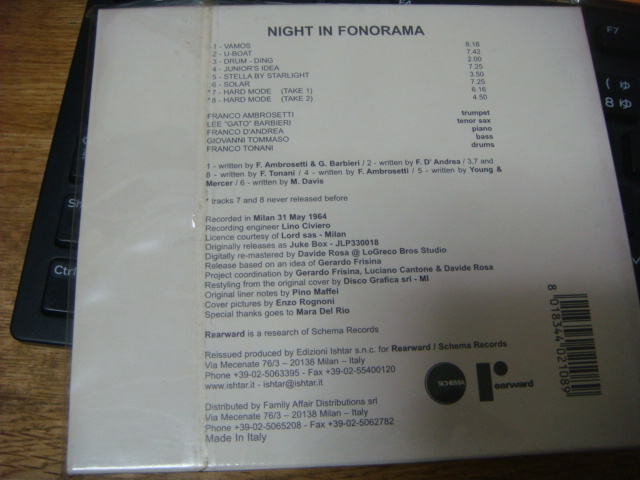 NIGHT IN FONORAMA
- 1 - VAMOS 8.16
- 2 - U-BOAT 7.42
- 3 - DRUM - DING 2.00
- 4 - JUNIOR'S IDEA 7.25
- 5 - STELLA BY STARLIGHT 3.50
- 6 - SOLAR 7.25
*7 - HARD MODE (TAKE 1) 6.16
*8 - HARD MODE (TAKE 2) 4.50
FRANCO AMBROSETTI trumpet
LEE "GATO" BARBIERI tenor sax
FRANCO D'ANDREA piano
GIOVANNI TOMMASO bass
FRANCO TONANI drums
1 - written by F. Ambrosetti & G. Barbieri / 2 - written by F. D' Andrea / 3,7 and
8 - written by F. Tonani / 4 - written by F. Ambrosetti / 5 - written by Young &
Mercer / 6 - written by M. Davis
* tracks 7 and 8 never released before
Recorded in Milan 31 May 1964
Recording engineer Lino Civiero
Licence courtesy of Lord sas - Milan
Originally releases as Juke Box - JLP330018
Digitally re-mastered by Davide Rosa @ LoGreco Bros Studio
Release based on an idea of Gerardo Frisina
Project coordination by Gerardo Frisina, Luciano Cantone & Davide Rosa
Restyling from the original cover by Disco Grafica srl - MI
Original liner notes by Pino Maffei
Cover pictures by Enzo Rognoni
Special thanks goes to Mara Del Rio
Rearward is a research of Schema Records
Reissued produced by Edizioni Ishtar s.n.c. for Rearward / Schema Records
Via Mecenate 76/3 – 20138 Milan – Italy
Phone +39-02-5063395 - Fax +39-02-55400120
www.ishtar.it - ishtar@ishtar.it
Distributed by Family Affair Distributions srl
Via Mecenate 76/3 – 20138 Milan – Italy
Phone +39-02-5065208 - Fax +39-02-5062782
Made In Italy
SCHEMA
rearward
8 018344 021089
F7
( ゅ
8 ゆ
Sh
Ctrl